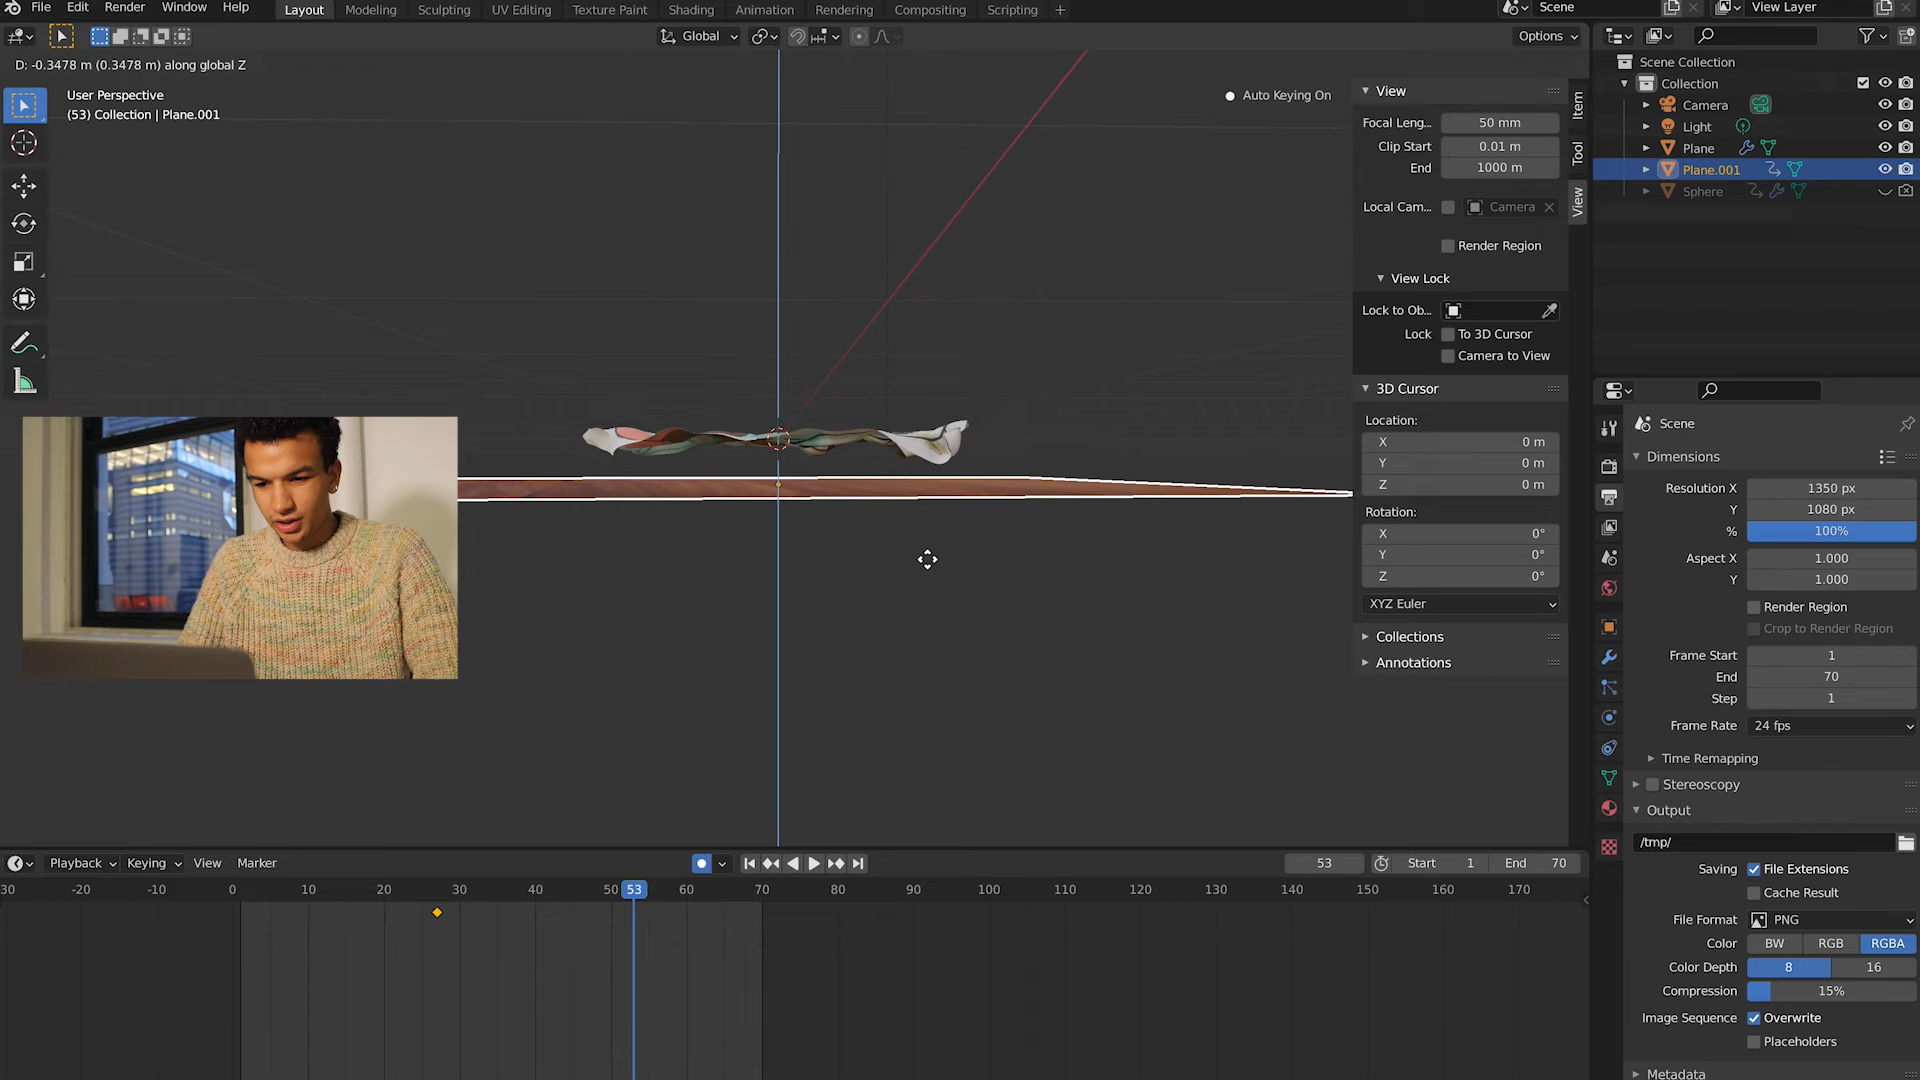 File Edit Render Window Help Layout Modeling Sculpting UV Editing Texture Paint Shading Animation Rendering Compositing Scripting + Scene View Layer
Global Options
D: -0.3478 m (0.3478 m) along global Z
User Perspective
(53) Collection | Plane.001
Auto Keying On
View
Focal Leng... 50 mm
Clip Start 0.01 m
End 1000 m
Local Cam... Camera
Render Region
View Lock
Lock to Ob...
Lock To 3D Cursor
Camera to View
3D Cursor
Location:
X 0 m
Y 0 m
Z 0 m
Rotation:
X 0°
Y 0°
Z 0°
XYZ Euler
Collections
Annotations
Item
Tool
View
Scene Collection
Collection
Camera
Light
Plane
Plane.001
Sphere
Scene
Dimensions
Resolution X 1350 px
Y 1080 px
% 100%
Aspect X 1.000
Y 1.000
Render Region
Crop to Render Region
Frame Start 1
End 70
Step 1
Frame Rate 24 fps
Time Remapping
Stereoscopy
Output
/tmp/
Saving File Extensions
Cache Result
File Format PNG
Color BW RGB RGBA
Color Depth 8 16
Compression 15%
Image Sequence Overwrite
Placeholders
Metadata
Playback Keying View Marker 53 Start 1 End 70
-30 -20 -10 0 10 20 30 40 50 53 60 70 80 90 100 110 120 130 140 150 160 170